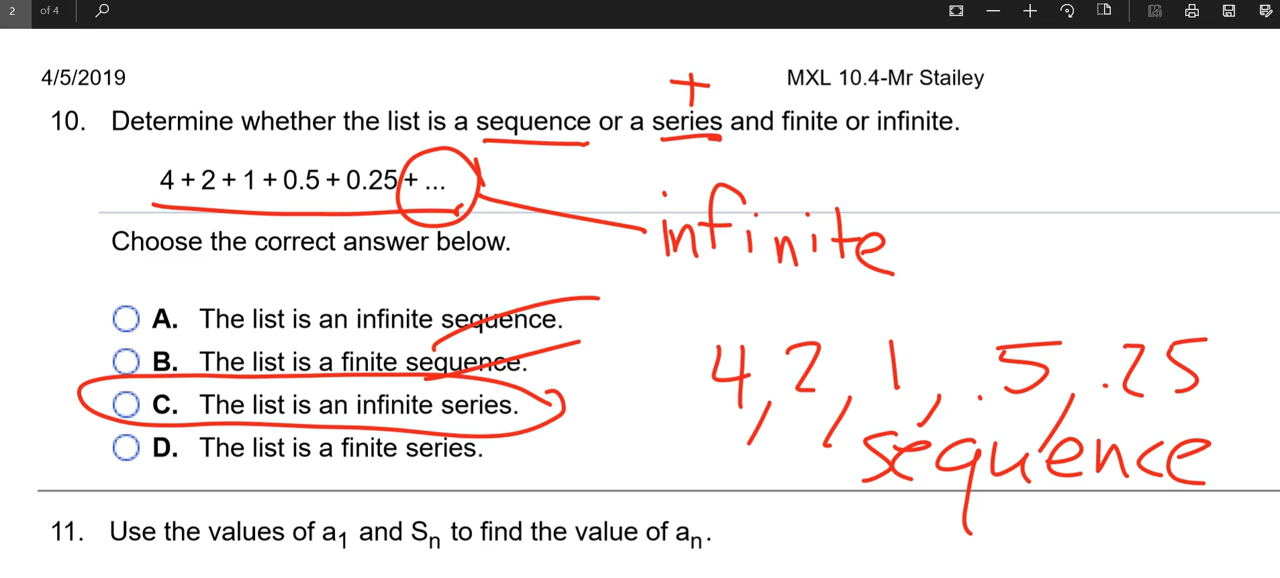 2 of 4
4/5/2019 MXL 10.4-Mr Stailey
+
10. Determine whether the list is a sequence or a series and finite or infinite.
4 + 2 + 1 + 0.5 + 0.25 + ...
infinite
Choose the correct answer below.
A. The list is an infinite sequence.
B. The list is a finite sequence.
C. The list is an infinite series.
D. The list is a finite series.
4, 2, 1, .5, .25
sequence
11. Use the values of a₁ and Sₙ to find the value of aₙ.